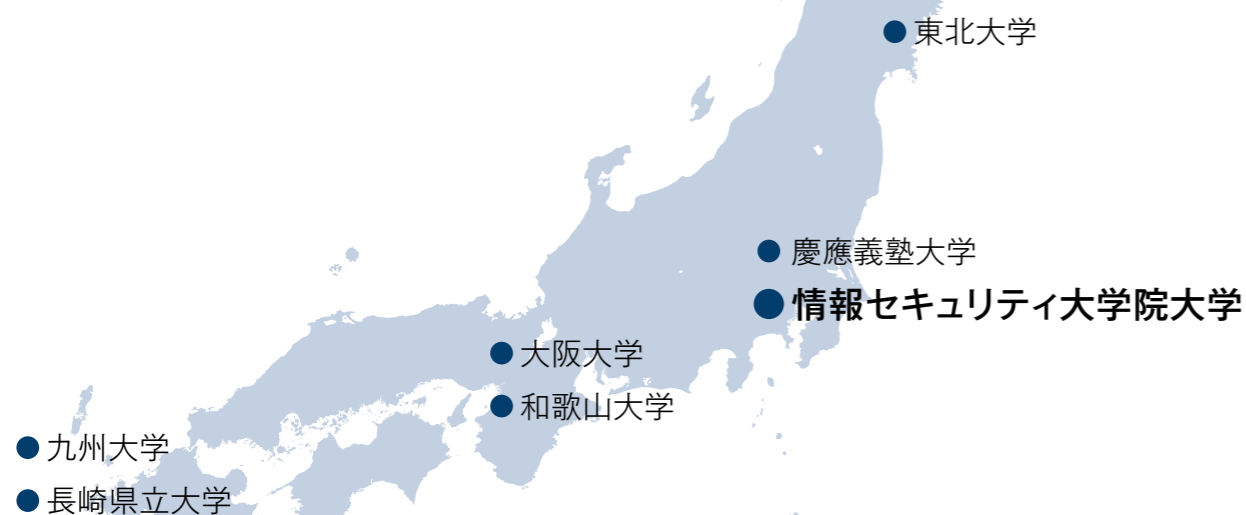 東北大学
慶應義塾大学
情報セキュリティ大学院大学
大阪大学
和歌山大学
九州大学
長崎県立大学